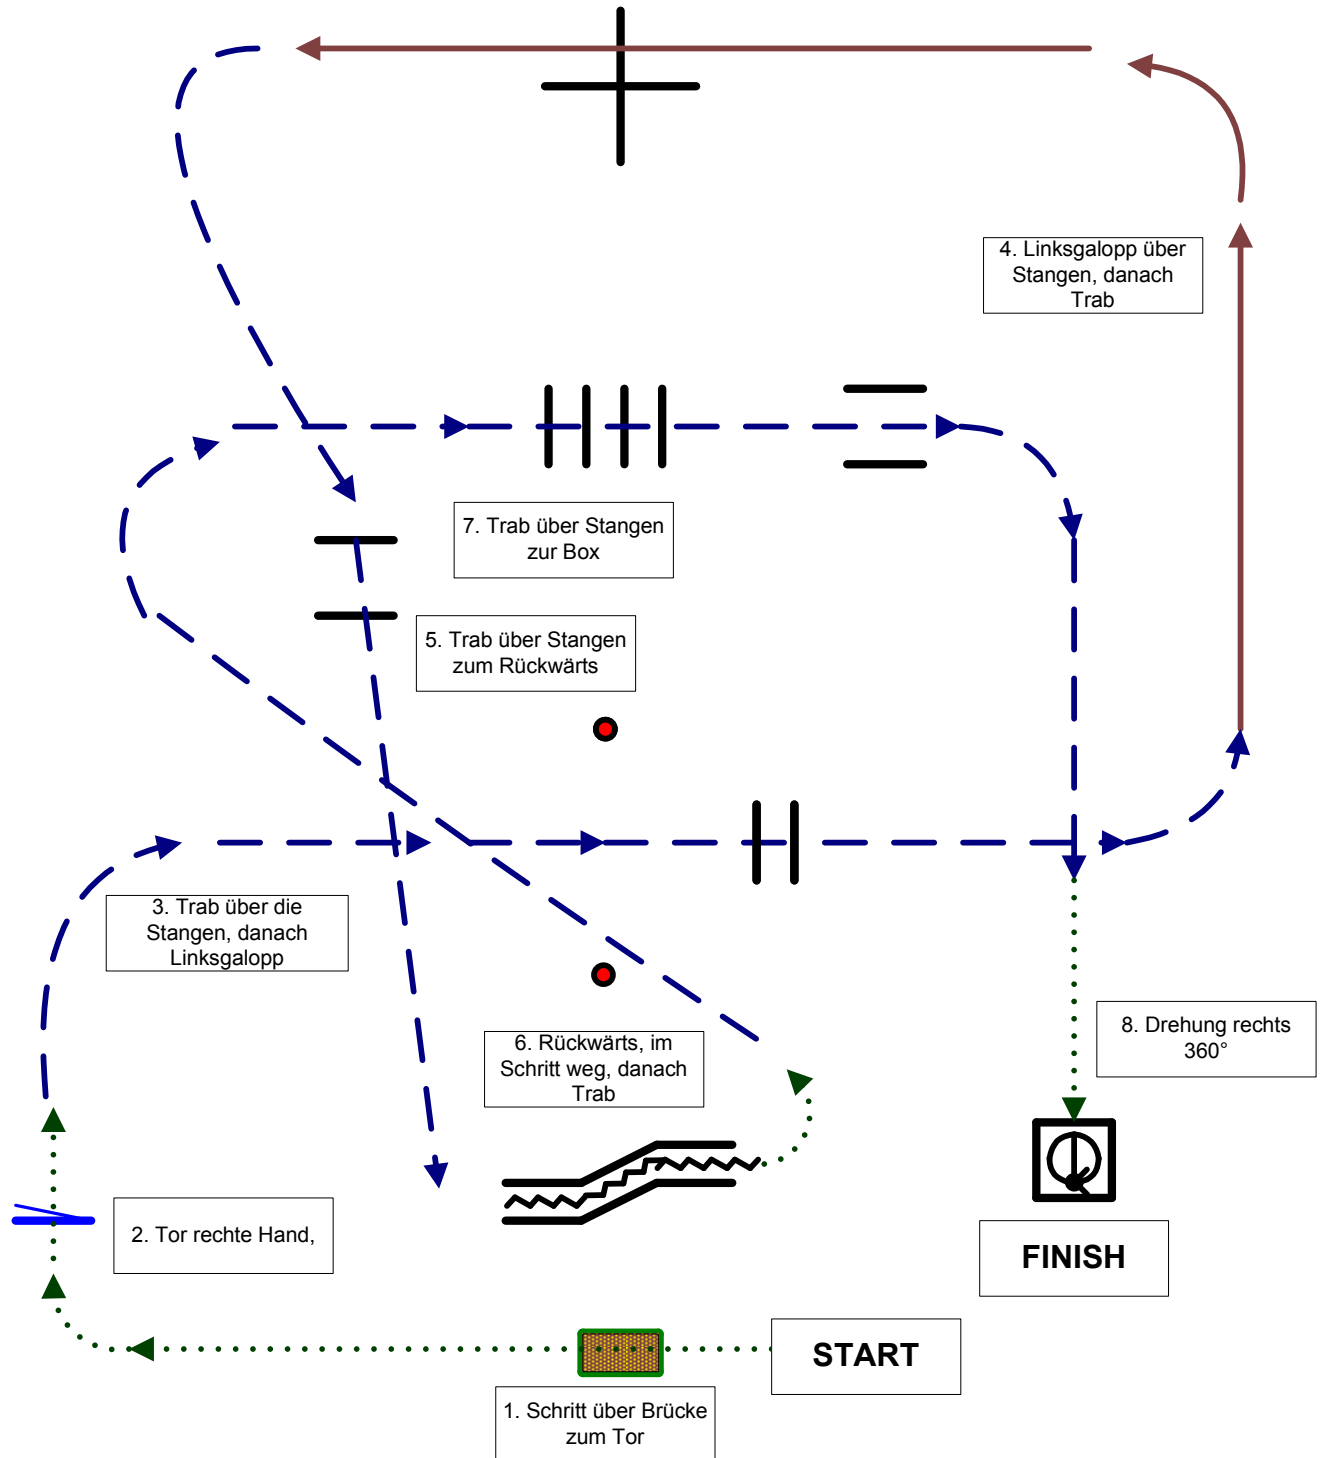 4. Linksgalopp über
Stangen, danach
Trab
7. Trab über Stangen
zur Box
5. Trab über Stangen
zum Rückwärts
3. Trab über die
Stangen, danach
Linksgalopp
6. Rückwärts, im
Schritt weg, danach
Trab
8. Drehung rechts
360°
2. Tor rechte Hand,
FINISH
START
1. Schritt über Brücke
zum Tor